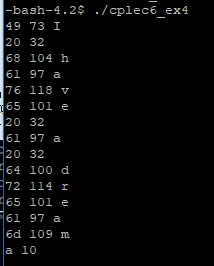 -bash-4.2$ ./cplec6_ex4
49 73 I
20 32
68 104 h
61 97 a
76 118 v
65 101 e
20 32
61 97 a
20 32
64 100 d
72 114 r
65 101 e
61 97 a
6d 109 m
a 10